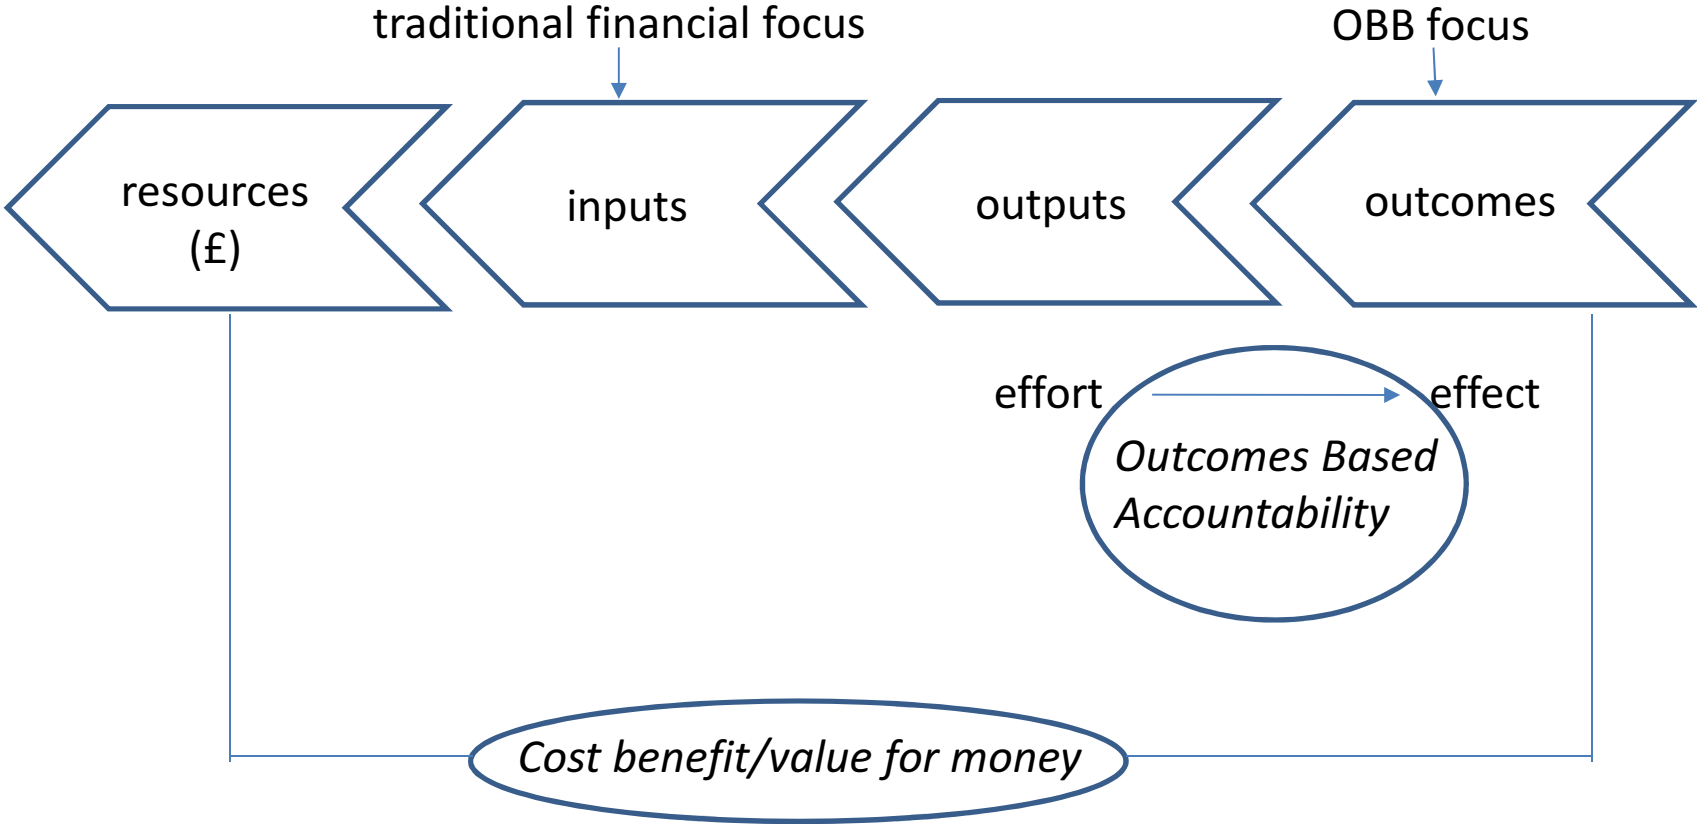 traditional financial focus
OBB focus
resources
(£)
inputs
outputs
outcomes
effort
effect
Outcomes Based
Accountability
Cost benefit/value for money